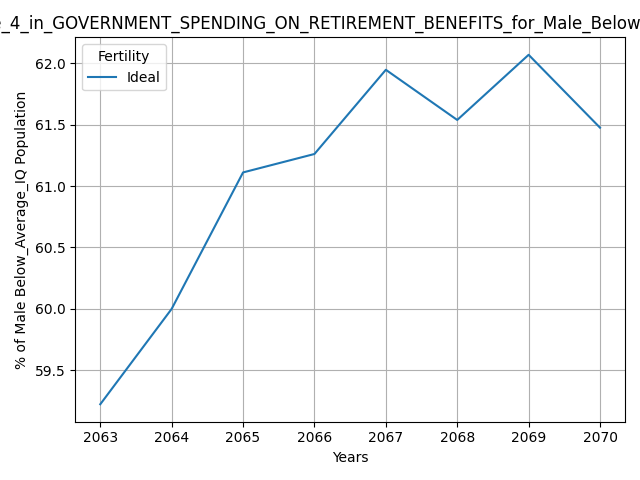 _4_in_GOVERNMENT_SPENDING_ON_RETIREMENT_BENEFITS_for_Male_Below
Fertility
Ideal
62.0
61.5
61.0
60.5
60.0
59.5
% of Male Below_Average_IQ Population
2063 2064 2065 2066 2067 2068 2069 2070
Years